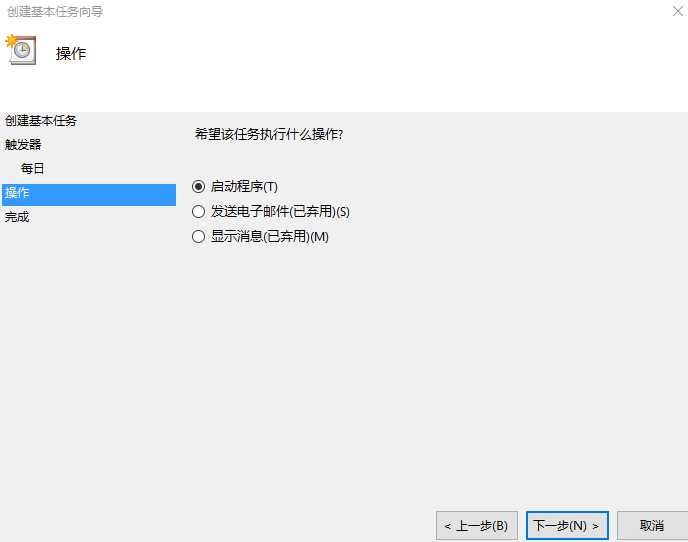 创建基本任务向导
操作
创建基本任务
触发器
每日
操作
完成
希望该任务执行什么操作?
启动程序(T)
发送电子邮件(已弃用)(S)
显示消息(已弃用)(M)
< 上一步(B)
下一步(N) >
取消